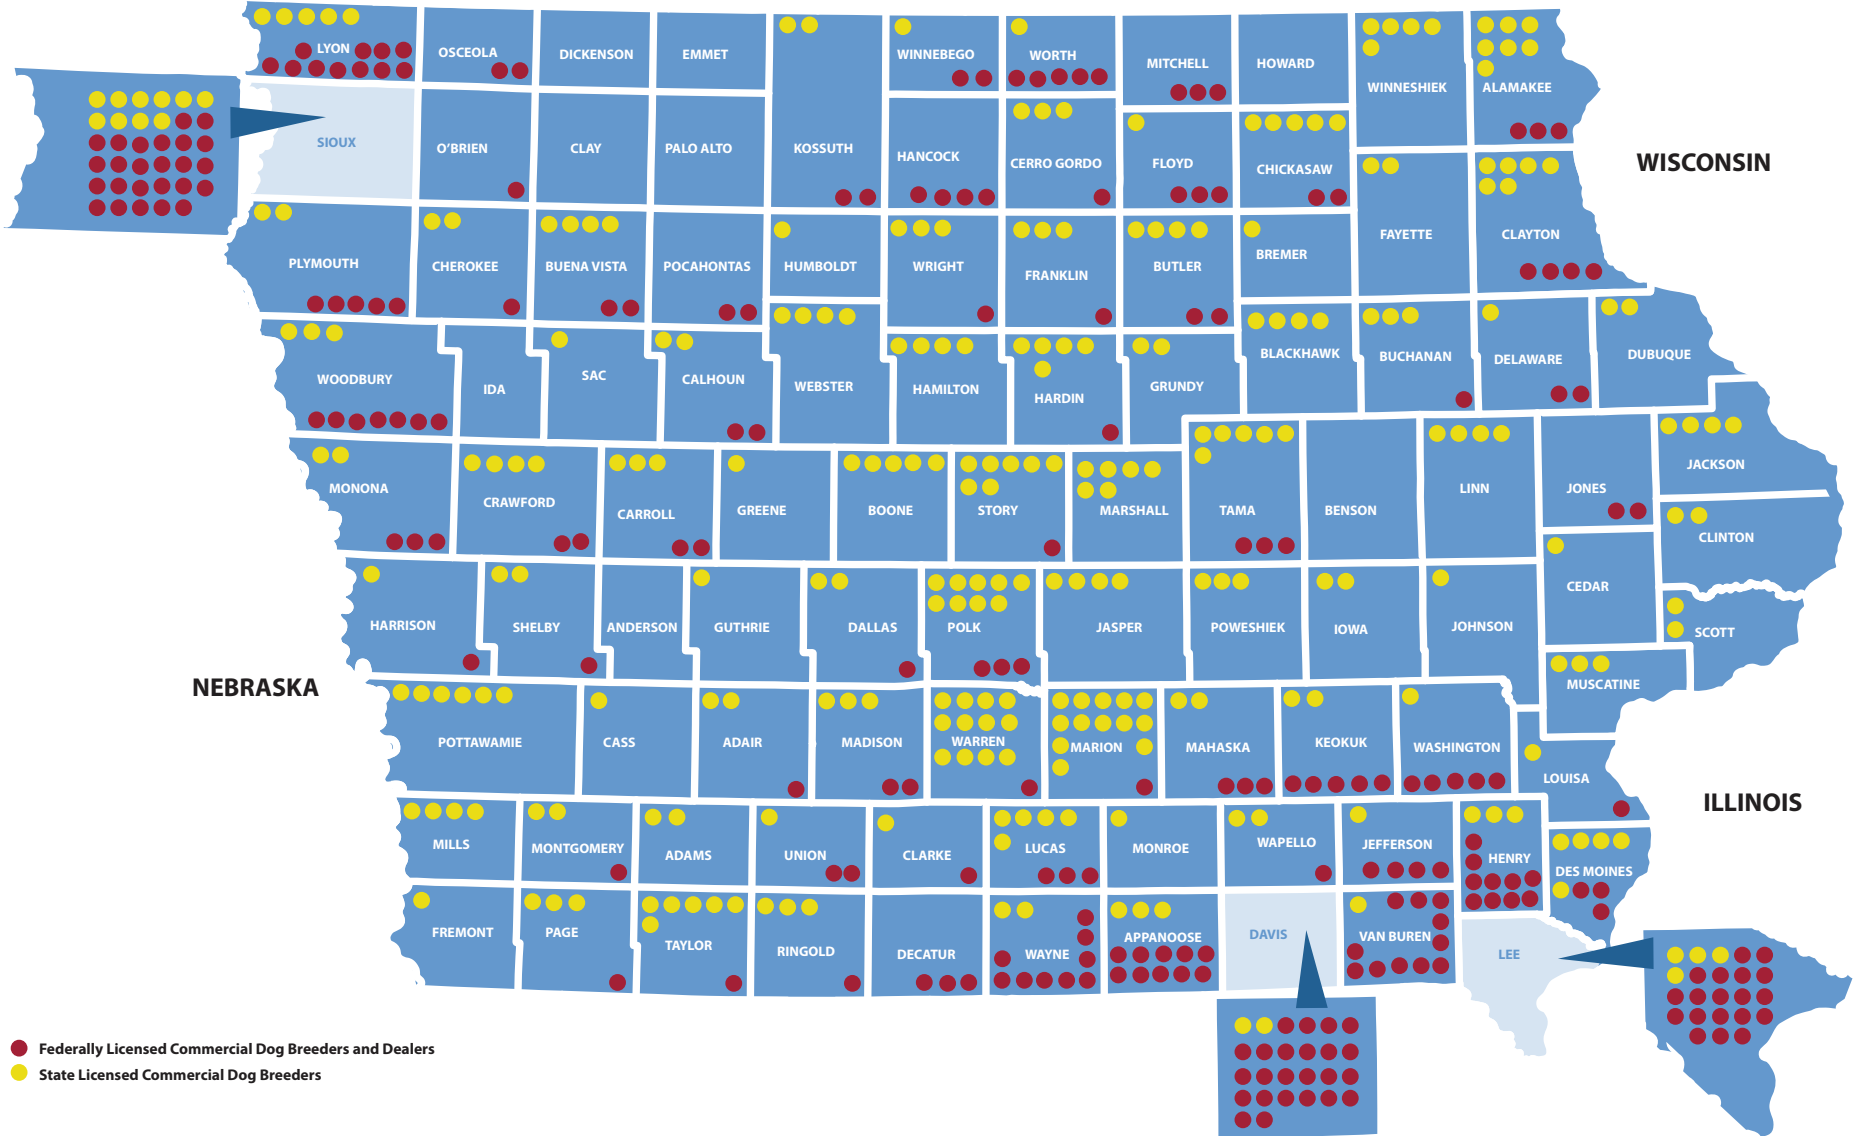 LYON
OSCEOLA
DICKENSON
EMMET
WINNEBEGO
WORTH
MITCHELL
HOWARD
WINNESHIEK
ALAMAKEE
SIOUX
O'BRIEN
CLAY
PALO ALTO
KOSSUTH
HANCOCK
CERRO GORDO
FLOYD
CHICKASAW
WISCONSIN
PLYMOUTH
CHEROKEE
BUENA VISTA
POCAHONTAS
HUMBOLDT
WRIGHT
FRANKLIN
BUTLER
BREMER
FAYETTE
CLAYTON
WOODBURY
IDA
SAC
CALHOUN
WEBSTER
HAMILTON
HARDIN
GRUNDY
BLACKHAWK
BUCHANAN
DELAWARE
DUBUQUE
MONONA
CRAWFORD
CARROLL
GREENE
BOONE
STORY
MARSHALL
TAMA
BENSON
LINN
JONES
JACKSON
CLINTON
HARRISON
SHELBY
ANDERSON
GUTHRIE
DALLAS
POLK
JASPER
POWESHIEK
IOWA
JOHNSON
CEDAR
SCOTT
NEBRASKA
MUSCATINE
POTTAWAMIE
CASS
ADAIR
MADISON
WARREN
MARION
MAHASKA
KEOKUK
WASHINGTON
LOUISA
ILLINOIS
MILLS
MONTGOMERY
ADAMS
UNION
CLARKE
LUCAS
MONROE
WAPELLO
JEFFERSON
HENRY
DES MOINES
FREMONT
PAGE
TAYLOR
RINGOLD
DECATUR
WAYNE
APPANOOSE
DAVIS
VAN BUREN
LEE
Federally Licensed Commercial Dog Breeders and Dealers
State Licensed Commercial Dog Breeders